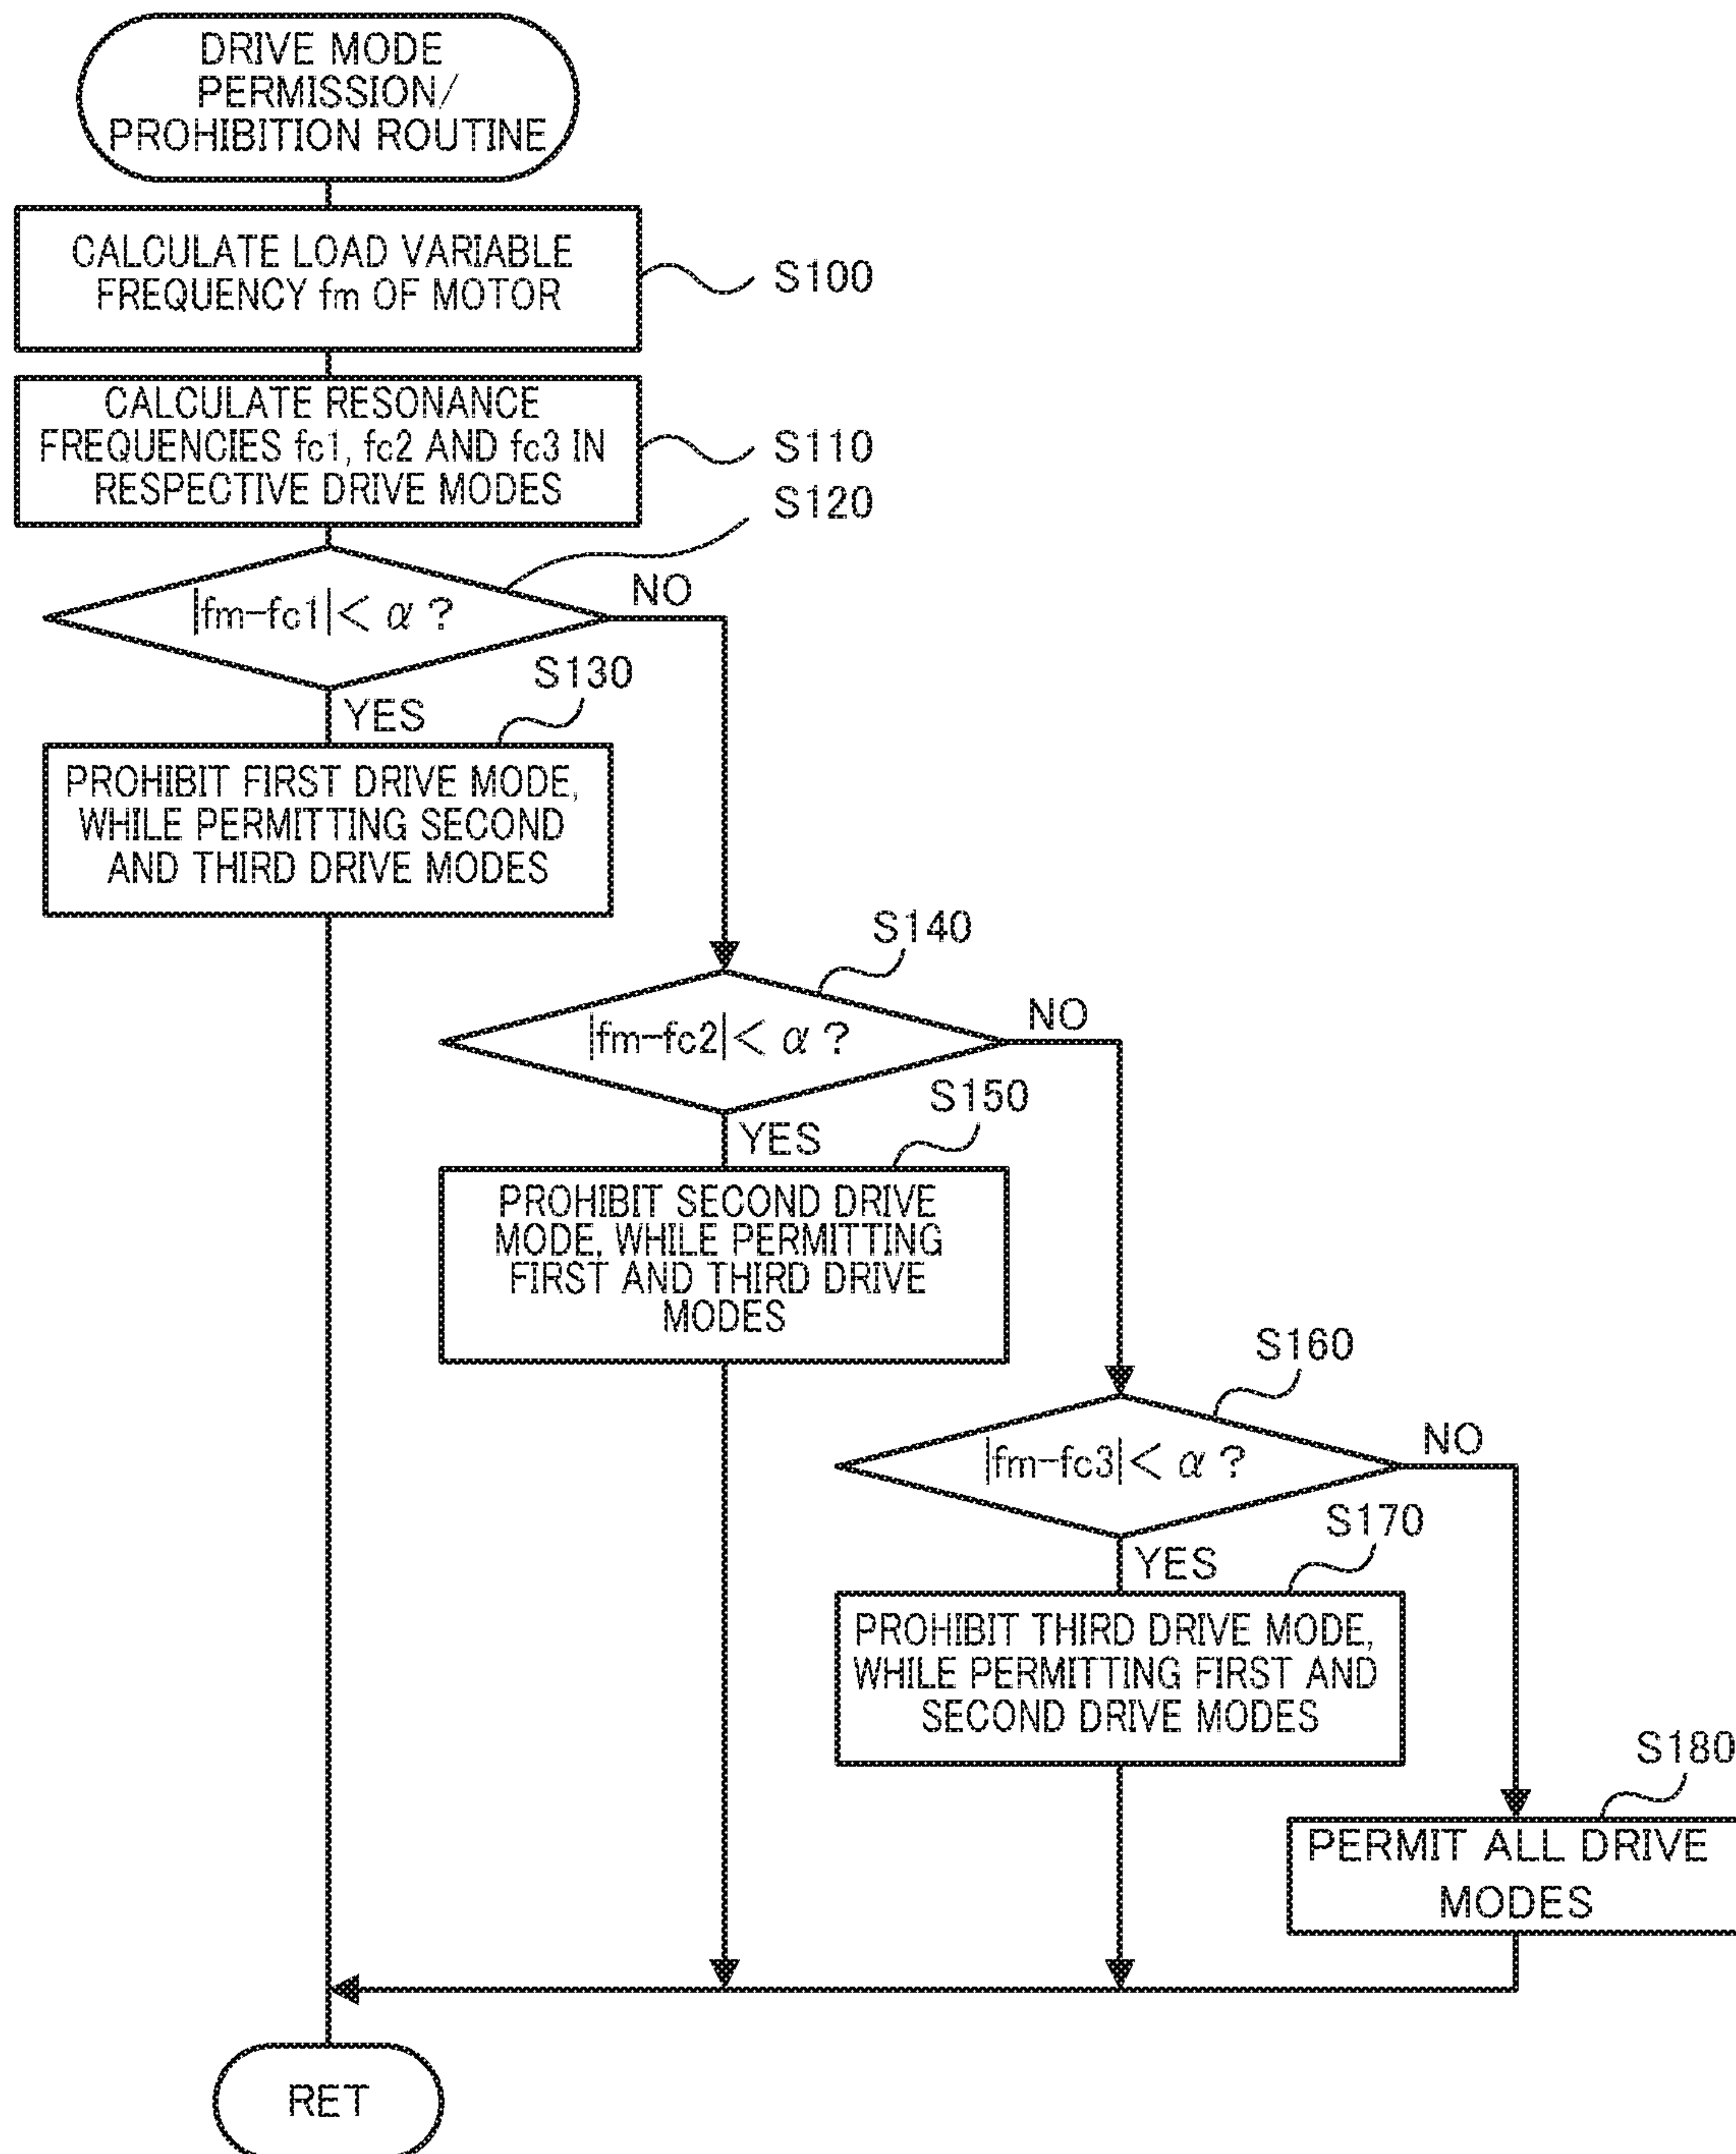 DRIVE MODE
PERMISSION/
PROHIBITION ROUTINE
CALCULATE LOAD VARIABLE
FREQUENCY fm OF MOTOR
S100
CALCULATE RESONANCE
FREQUENCIES fc1, fc2 AND fc3 IN
RESPECTIVE DRIVE MODES
S110
S120
|fm-fc1|< α ?
NO
YES
S130
PROHIBIT FIRST DRIVE MODE,
WHILE PERMITTING SECOND
AND THIRD DRIVE MODES
S140
|fm-fc2|< α ?
NO
YES
S150
PROHIBIT SECOND DRIVE
MODE, WHILE PERMITTING
FIRST AND THIRD DRIVE
MODES
S160
|fm-fc3|< α ?
NO
YES
S170
PROHIBIT THIRD DRIVE MODE,
WHILE PERMITTING FIRST AND
SECOND DRIVE MODES
S180
PERMIT ALL DRIVE
MODES
RET